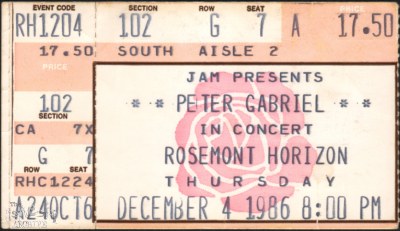 EVENT CODE SECTION ROW SEAT PRICE
RH1204 102 G 7 A 17.50
17.50 SOUTH AISLE 2
PRICE
JAM PRESENTS
102 * * PETER GABRIEL * *
SECTION
CA 7X IN CONCERT
G 7 ROSEMONT HORIZON
ROW SEAT
RHC1224 THURSDAY
A24OCT6 DECEMBER 4 1986 8:00 PM